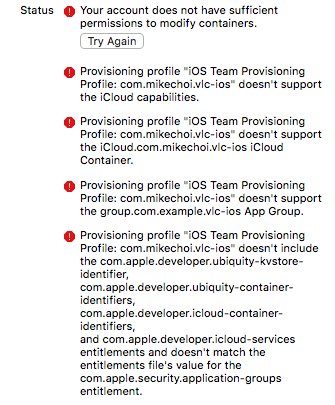 Status Your account does not have sufficient
permissions to modify containers.
Try Again
Provisioning profile "iOS Team Provisioning
Profile: com.mikechoi.vlc-ios" doesn't support
the iCloud capabilities.
Provisioning profile "iOS Team Provisioning
Profile: com.mikechoi.vlc-ios" doesn't support
the iCloud.com.mikechoi.vlc-ios iCloud
Container.
Provisioning profile "iOS Team Provisioning
Profile: com.mikechoi.vlc-ios" doesn't support
the group.com.example.vlc-ios App Group.
Provisioning profile "iOS Team Provisioning
Profile: com.mikechoi.vlc-ios" doesn't include
the com.apple.developer.ubiquity-kvstore-
identifier,
com.apple.developer.ubiquity-container-
identifiers,
com.apple.developer.icloud-container-
identifiers,
and com.apple.developer.icloud-services
entitlements and doesn't match the
entitlements file's value for the
com.apple.security.application-groups
entitlement.